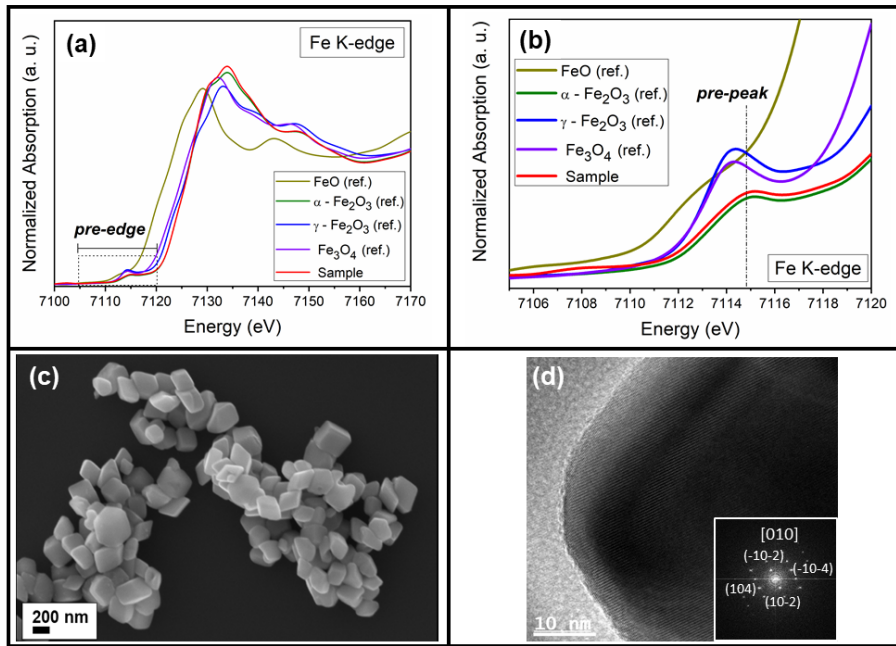 (a)
Fe K-edge
Normalized Absorption (a. u.)
pre-edge
FeO (ref.)
α - Fe₂O₃ (ref.)
γ - Fe₂O₃ (ref.)
Fe₃O₄ (ref.)
Sample
7100 7110 7120 7130 7140 7150 7160 7170
Energy (eV)
(b)
Normalized Absorption (a. u.)
FeO (ref.)
α - Fe₂O₃ (ref.)
γ - Fe₂O₃ (ref.)
Fe₃O₄ (ref.)
Sample
pre-peak
Fe K-edge
7106 7108 7110 7112 7114 7116 7118 7120
Energy (eV)
(c)
200 nm
(d)
[010]
(-10-2)
(-10-4)
(104)
(10-2)
10 nm